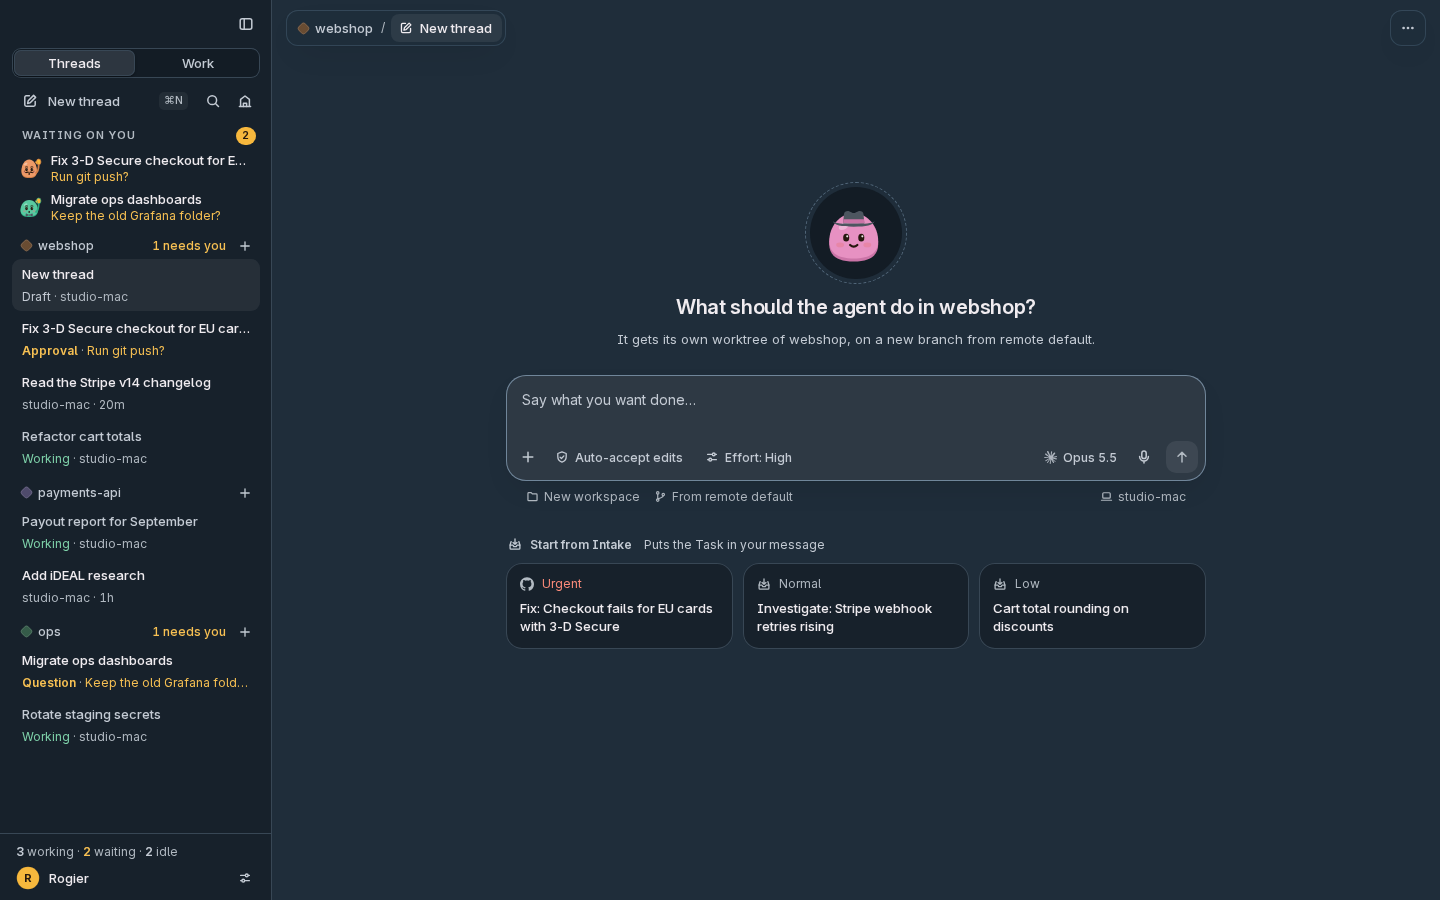 Threads
Work
New thread
⌘N
WAITING ON YOU
2
Fix 3-D Secure checkout for E...
Run git push?
Migrate ops dashboards
Keep the old Grafana folder?
webshop
1 needs you
New thread
Draft · studio-mac
Fix 3-D Secure checkout for EU car...
Approval · Run git push?
Read the Stripe v14 changelog
studio-mac · 20m
Refactor cart totals
Working · studio-mac
payments-api
Payout report for September
Working · studio-mac
Add iDEAL research
studio-mac · 1h
ops
1 needs you
Migrate ops dashboards
Question · Keep the old Grafana fold...
Rotate staging secrets
Working · studio-mac
3 working · 2 waiting · 2 idle
R
Rogier
webshop / New thread
What should the agent do in webshop?
It gets its own worktree of webshop, on a new branch from remote default.
Say what you want done...
Auto-accept edits
Effort: High
Opus 5.5
New workspace
From remote default
studio-mac
Start from Intake
Puts the Task in your message
Urgent
Fix: Checkout fails for EU cards
with 3-D Secure
Normal
Investigate: Stripe webhook
retries rising
Low
Cart total rounding on
discounts